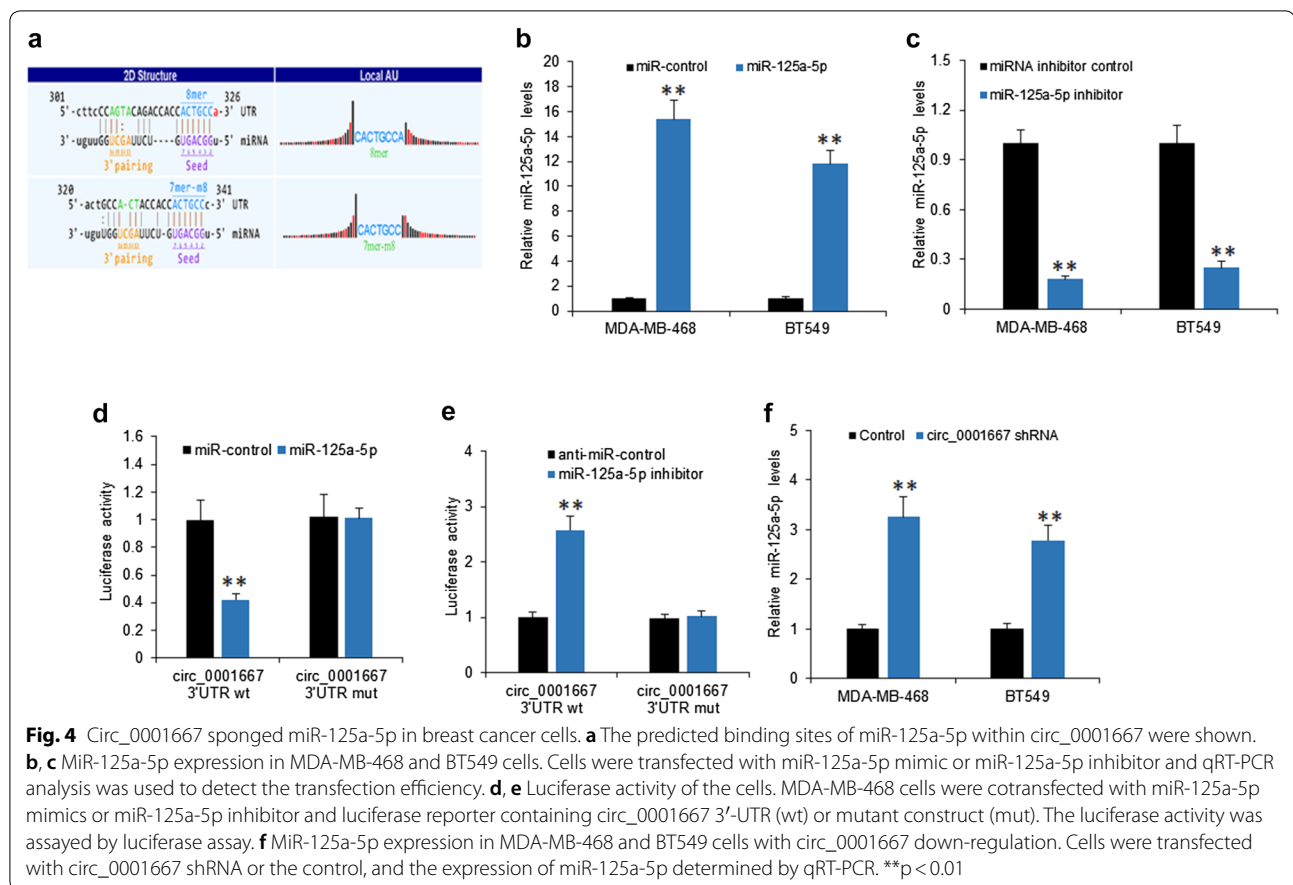 a
2D Structure Local AU
301 8mer 326
5'-cttcCCAGTACAGACCACCACTGCCa-3' UTR
3'-uguuGGUCGAUUCU----GUGACGGu-5' miRNA
3'pairing Seed
CACTGCCA
8mer
320 7mer-m8 341
5'-actGCCA-CTACCACCACTGCCc-3' UTR
3'-uguUGGUCGAUUCU-GUGACGGu-5' miRNA
3'pairing Seed
CACTGCC
7mer-m8
b
miR-control miR-125a-5p
Relative miR-125a-5p levels
20
18
16
14
12
10
8
6
4
2
0
**
**
MDA-MB-468 BT549
c
miRNA inhibitor control
miR-125a-5p inhibitor
Relative miR-125a-5p levels
1.5
1.2
0.9
0.6
0.3
0
**
**
MDA-MB-468 BT549
d
miR-control miR-125a-5p
Luciferase activity
1.6
1.4
1.2
1
0.8
0.6
0.4
0.2
0
**
circ_0001667 circ_0001667
3'UTR wt 3'UTR mut
e
anti-miR-control
miR-125a-5p inhibitor
Luciferase activity
4
3
2
1
0
**
circ_0001667 circ_0001667
3'UTR wt 3'UTR mut
f
Control circ_0001667 shRNA
Relative miR-125a-5p levels
5
4
3
2
1
0
**
**
MDA-MB-468 BT549
Fig. 4 Circ_0001667 sponged miR-125a-5p in breast cancer cells. a The predicted binding sites of miR-125a-5p within circ_0001667 were shown.
b, c MiR-125a-5p expression in MDA-MB-468 and BT549 cells. Cells were transfected with miR-125a-5p mimic or miR-125a-5p inhibitor and qRT-PCR
analysis was used to detect the transfection efficiency. d, e Luciferase activity of the cells. MDA-MB-468 cells were cotransfected with miR-125a-5p
mimics or miR-125a-5p inhibitor and luciferase reporter containing circ_0001667 3′-UTR (wt) or mutant construct (mut). The luciferase activity was
assayed by luciferase assay. f MiR-125a-5p expression in MDA-MB-468 and BT549 cells with circ_0001667 down-regulation. Cells were transfected
with circ_0001667 shRNA or the control, and the expression of miR-125a-5p determined by qRT-PCR. **p < 0.01